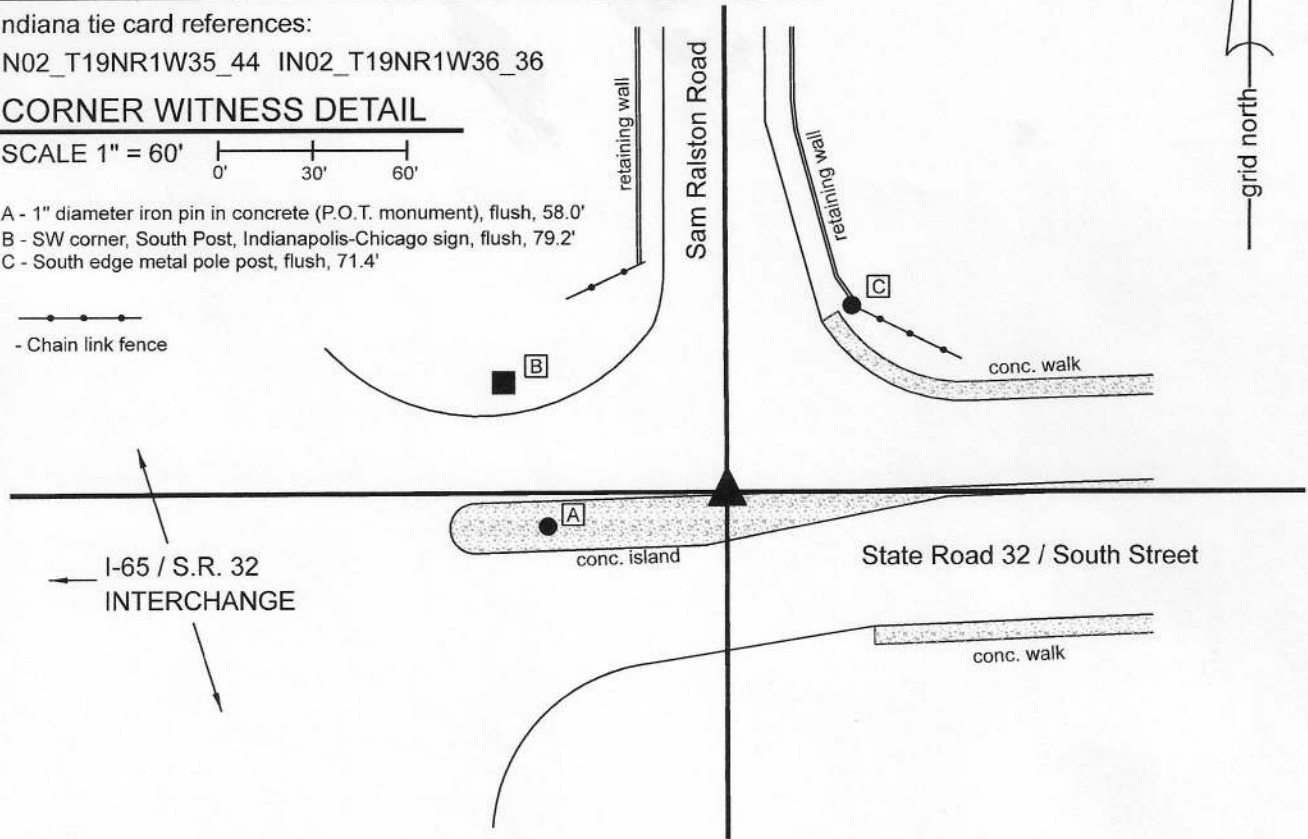 ndiana tie card references:
N02_T19NR1W35_44 IN02_T19NR1W36_36
CORNER WITNESS DETAIL
SCALE 1" = 60'
0' 30' 60'
A - 1" diameter iron pin in concrete (P.O.T. monument), flush, 58.0'
B - SW corner, South Post, Indianapolis-Chicago sign, flush, 79.2'
C - South edge metal pole post, flush, 71.4'
- Chain link fence
retaining wall
Sam Ralston Road
retaining wall
grid north
C
B
conc. walk
A
conc. island
State Road 32 / South Street
I-65 / S.R. 32
INTERCHANGE
conc. walk